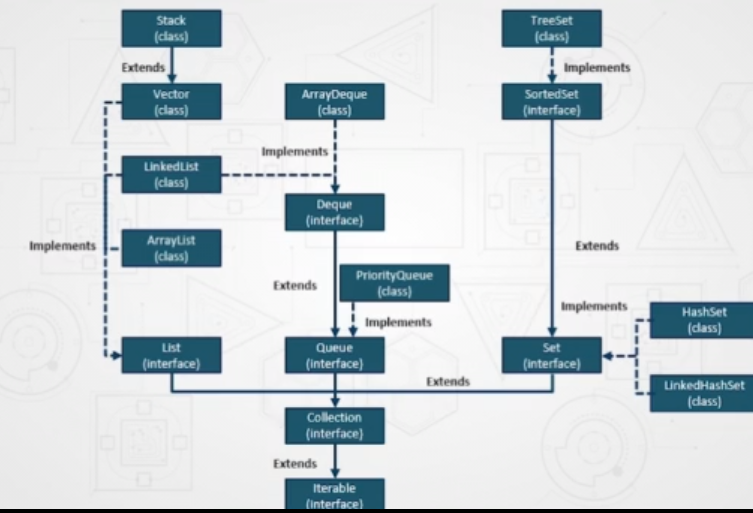 Stack
(class)
TreeSet
(class)
Extends
Implements
Vector
(class)
ArrayDeque
(class)
SortedSet
(interface)
Implements
LinkedList
(class)
Deque
(interface)
Implements
ArrayList
(class)
Extends
Extends
PriorityQueue
(class)
Implements
Implements
HashSet
(class)
List
(interface)
Queue
(interface)
Set
(interface)
Extends
LinkedHashSet
(class)
Collection
(interface)
Extends
Iterable
(interface)